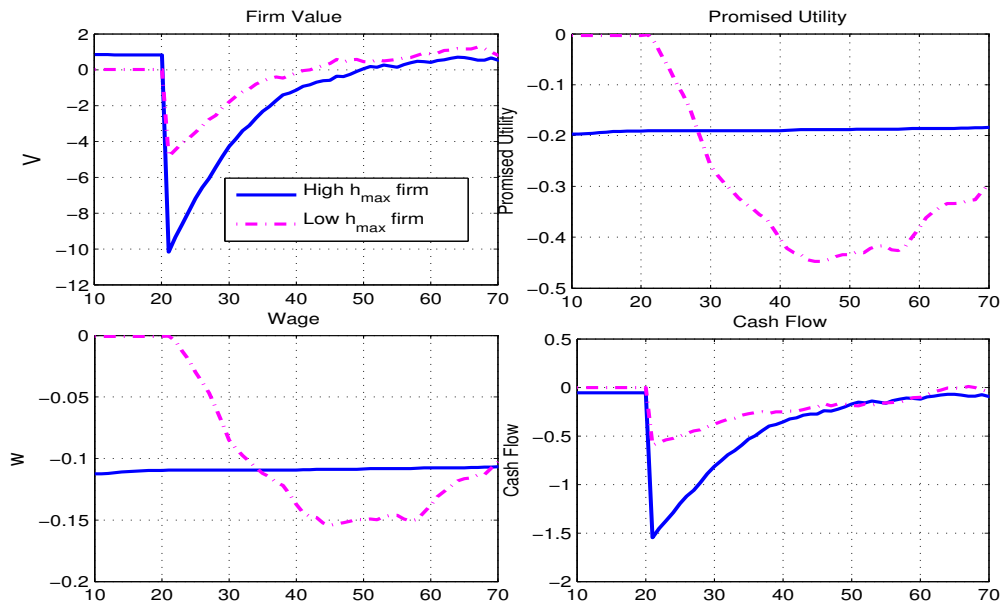 Firm Value
2
0
−2
−4
−6
−8
−10
−12
V
10 20 30 40 50 60 70
High hmax firm
Low hmax firm
Promised Utility
0
−0.1
−0.2
−0.3
−0.4
−0.5
Promised Utility
10 20 30 40 50 60 70
Wage
0
−0.05
−0.1
−0.15
−0.2
w
10 20 30 40 50 60 70
Cash Flow
0.5
0
−0.5
−1
−1.5
−2
Cash Flow
10 20 30 40 50 60 70